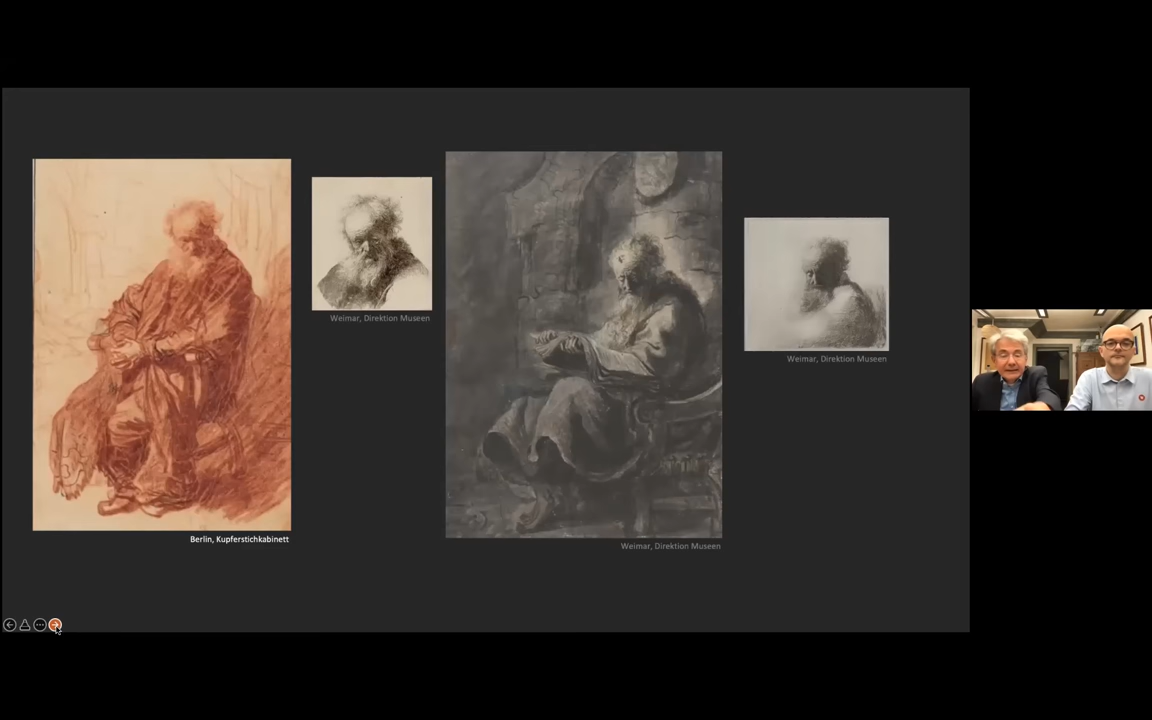 Weimar, Direktion Museen
Weimar, Direktion Museen
Berlin, Kupferstichkabinett
Weimar, Direktion Museen